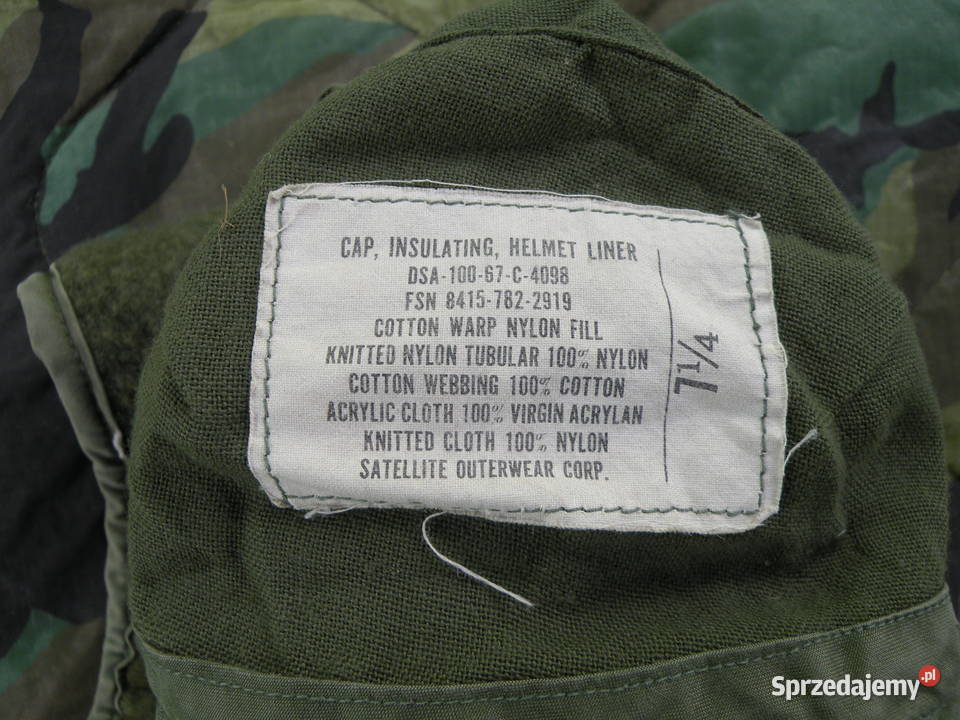 CAP, INSULATING, HELMET LINER
DSA-100-67-C-4098
FSN 8415-782-2919
COTTON WARP NYLON FILL
KNITTED NYLON TUBULAR 100% NYLON
COTTON WEBBING 100% COTTON
ACRYLIC CLOTH 100% VIRGIN ACRYLAN
KNITTED CLOTH 100% NYLON
SATELLITE OUTERWEAR CORP.
7 1/4
Sprzedajemy.pl